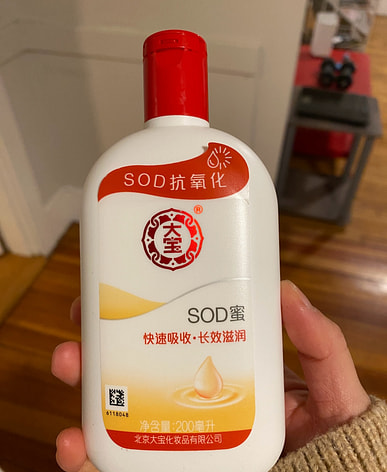 SOD抗氧化
®
大宝
SOD蜜
快速吸收·长效滋润
6118048
净含量:200毫升
北京大宝化妆品有限公司